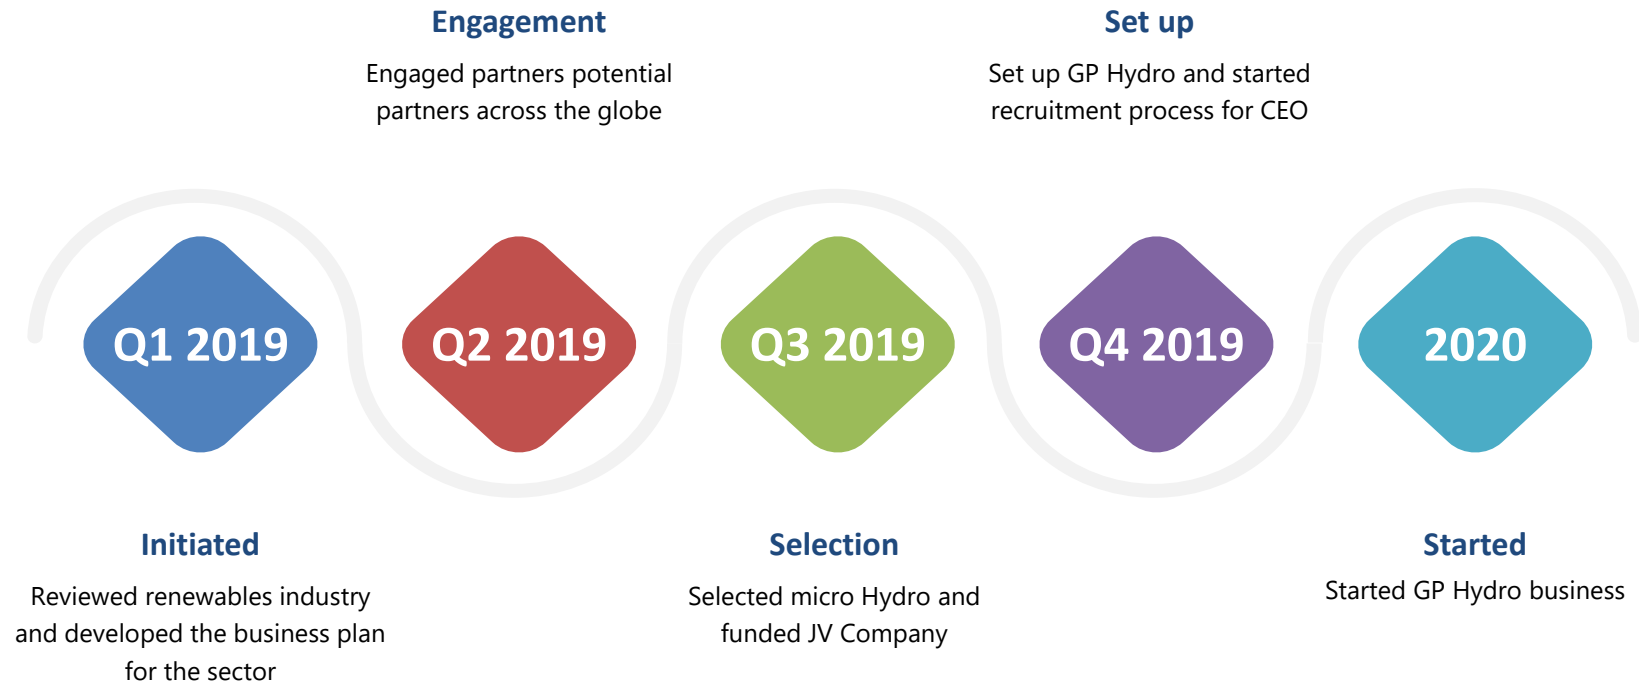 Engagement
Engaged partners potential
partners across the globe
Set up
Set up GP Hydro and started
recruitment process for CEO
Q1 2019
Q2 2019
Q3 2019
Q4 2019
2020
Initiated
Reviewed renewables industry
and developed the business plan
for the sector
Selection
Selected micro Hydro and
funded JV Company
Started
Started GP Hydro business